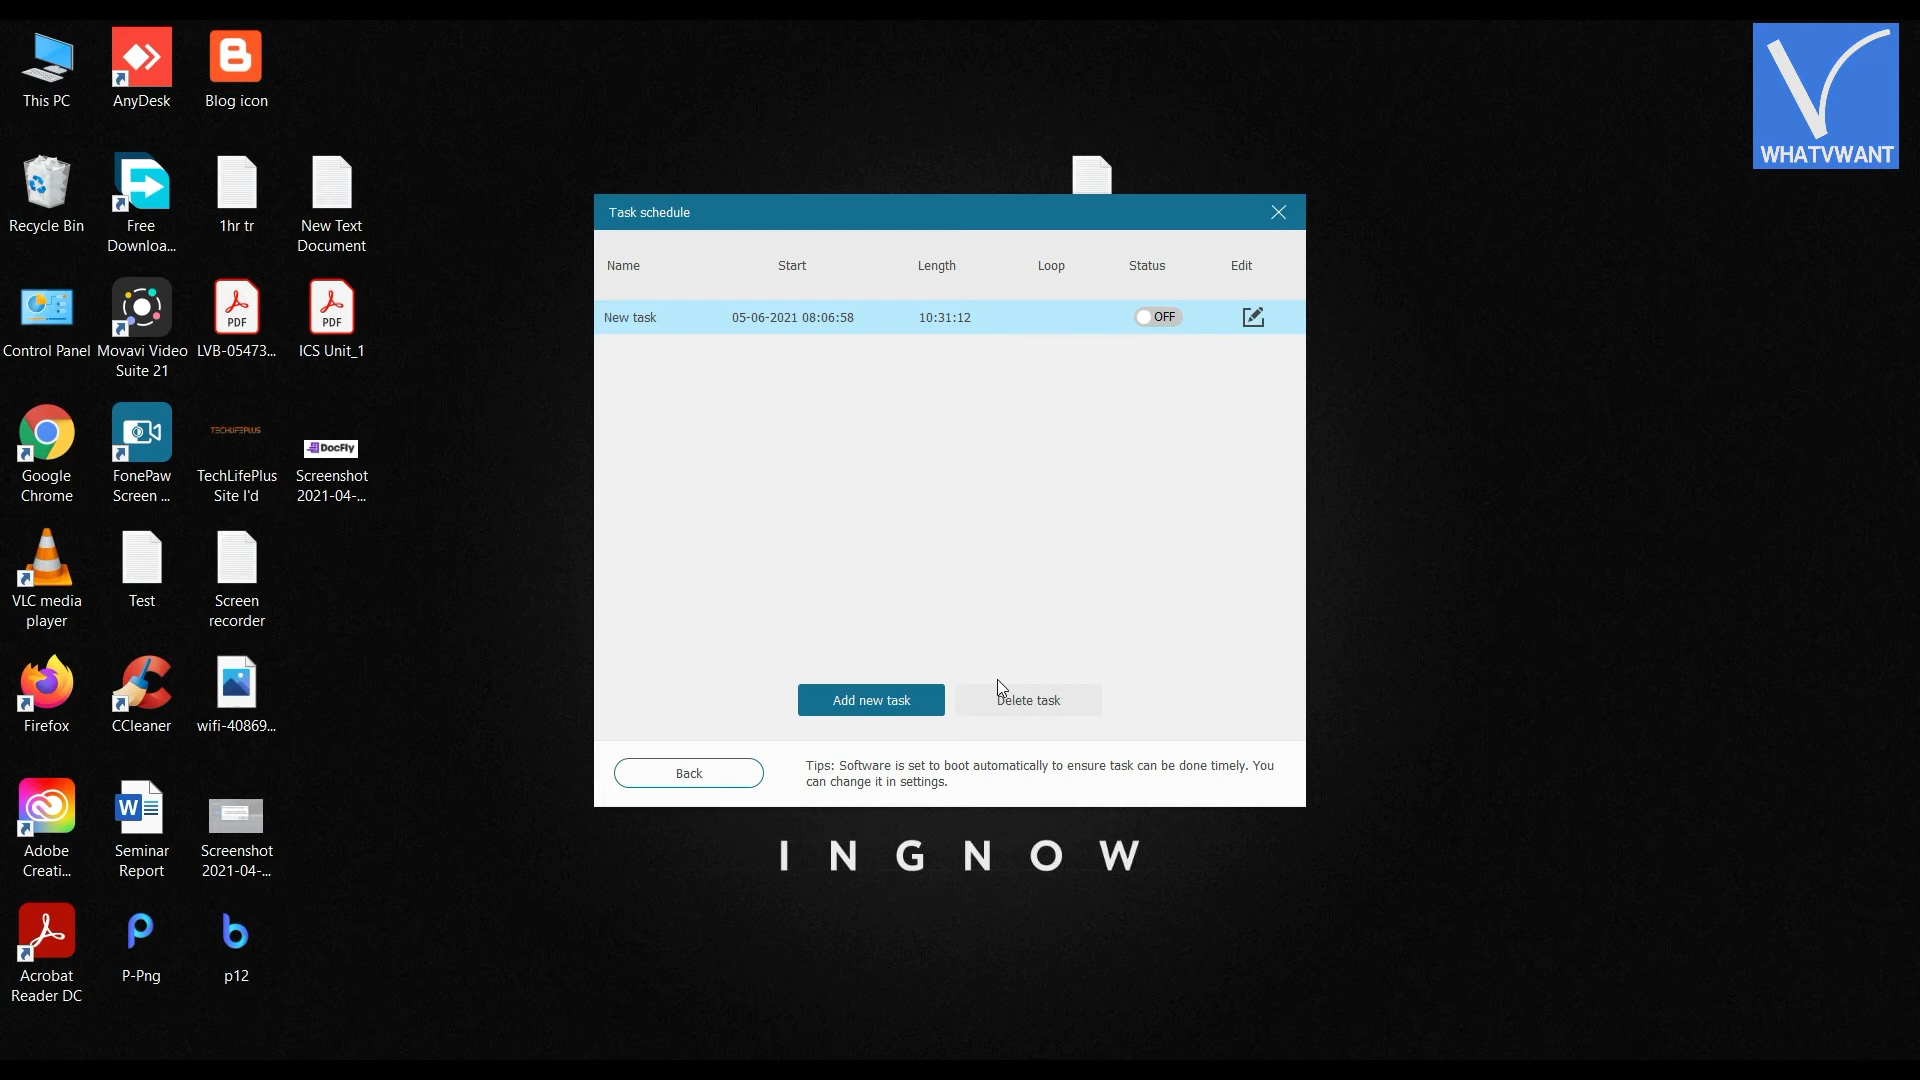 This PC
AnyDesk
Blog icon
WHATVWANT
Recycle Bin
Free
Downloa...
1hr tr
New Text
Document
Control Panel
Movavi Video
Suite 21
PDF
LVB-05473...
PDF
ICS Unit_1
Google
Chrome
FonePaw
Screen ...
TECHLIFEPLUS
TechLifePlus
Site I'd
DocFly
Screenshot
2021-04-...
VLC media
player
Test
Screen
recorder
Firefox
CCleaner
wifi-40869...
Adobe
Creati...
Seminar
Report
Screenshot
2021-04-...
Acrobat
Reader DC
P-Png
p12
Task schedule
Name Start Length Loop Status Edit
New task 05-06-2021 08:06:58 10:31:12 OFF
Add new task Delete task
Back
Tips: Software is set to boot automatically to ensure task can be done timely. You
can change it in settings.
I N G N O W